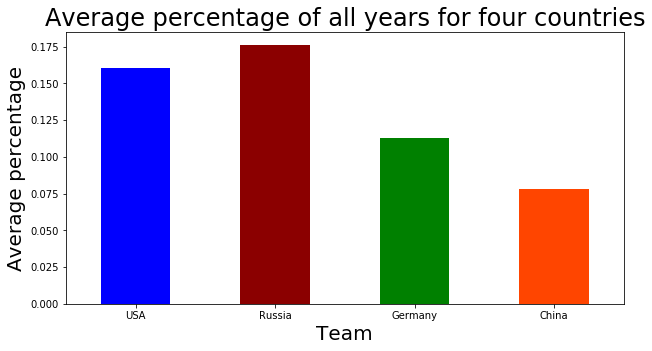 Average percentage of all years for four countries
Average percentage
0.175
0.150
0.125
0.100
0.075
0.050
0.025
0.000
USA Russia Germany China
Team